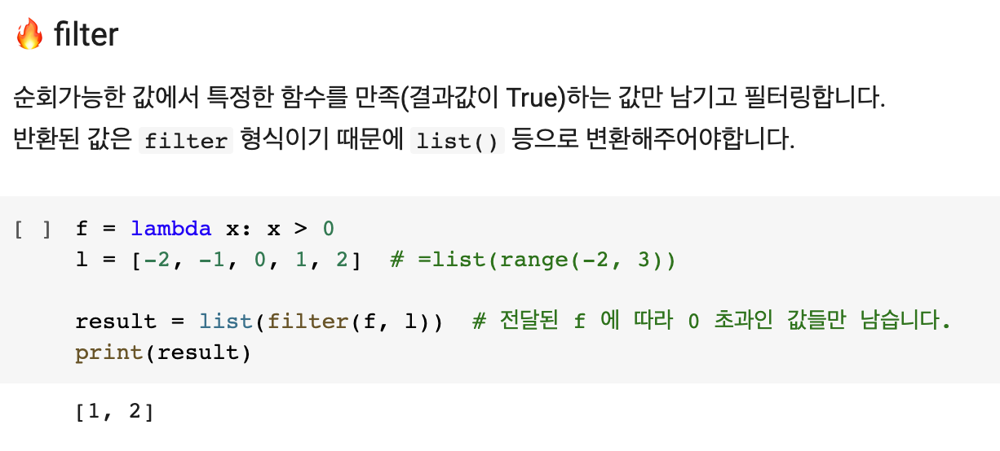 🔥 filter
순회가능한 값에서 특정한 함수를 만족(결과값이 True)하는 값만 남기고 필터링합니다.
반환된 값은 filter 형식이기 때문에 list() 등으로 변환해주어야합니다.
[ ] f = lambda x: x > 0
l = [-2, -1, 0, 1, 2]  # =list(range(-2, 3))
result = list(filter(f, l))  # 전달된 f 에 따라 0 초과인 값들만 남습니다.
print(result)
[1, 2]